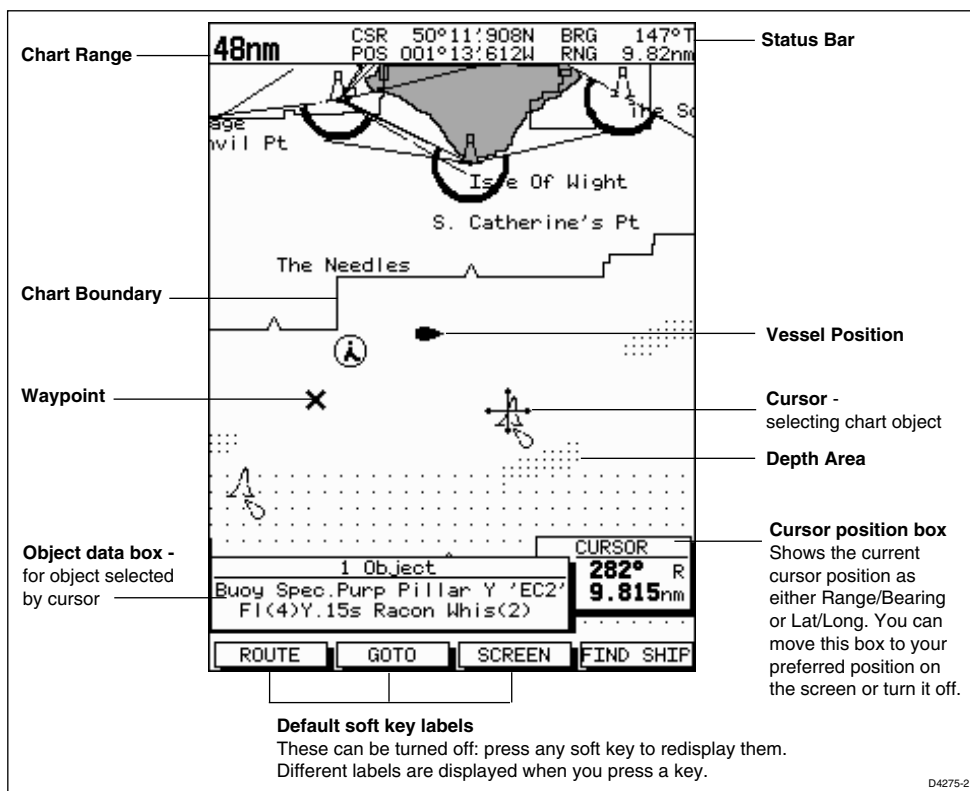 Chart Range
48nm
CSR 50°11'908N BRG 147°T
POS 001°13'612W RNG 9.82nm
Status Bar
nvil Pt
Isle Of Wight
S. Catherine's Pt
The Needles
Chart Boundary
Vessel Position
Waypoint
Cursor -
selecting chart object
Depth Area
Object data box -
for object selected
by cursor
1 Object
Buoy Spec.Purp Pillar Y 'EC2'
Fl(4)Y.15s Racon Whis(2)
CURSOR
282° R
9.815nm
Cursor position box
Shows the current
cursor position as
either Range/Bearing
or Lat/Long. You can
move this box to your
preferred position on
the screen or turn it off.
ROUTE GOTO SCREEN FIND SHIP
Default soft key labels
These can be turned off: press any soft key to redisplay them.
Different labels are displayed when you press a key.
D4275-2